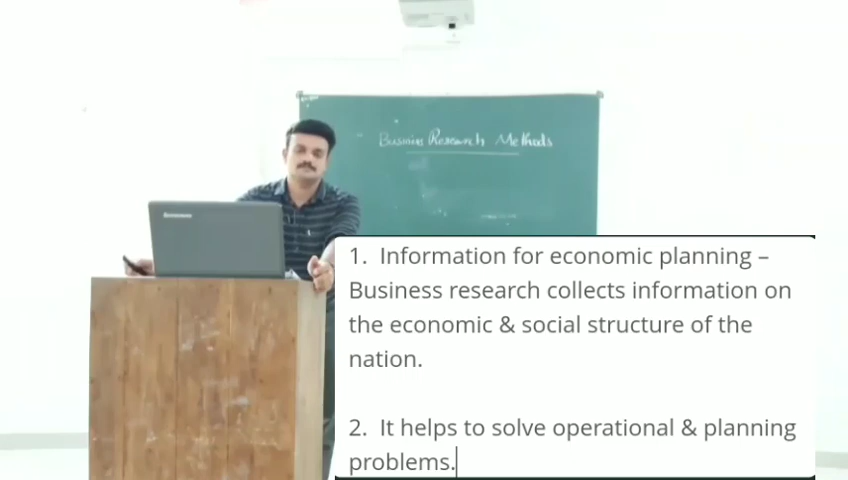 Business Research Methods
lenovo
1. Information for economic planning –
Business research collects information on
the economic & social structure of the
nation.
2. It helps to solve operational & planning
problems.